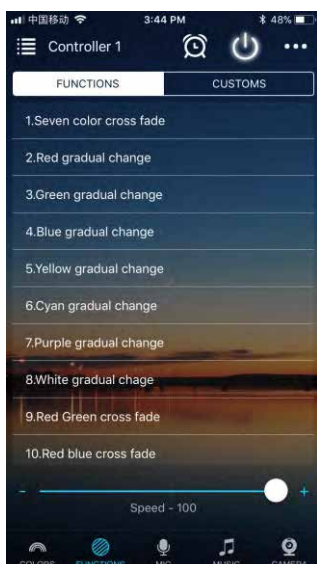 中国移动 3:44 PM 48%
Controller 1
FUNCTIONS CUSTOMS
1.Seven color cross fade
2.Red gradual change
3.Green gradual change
4.Blue gradual change
5.Yellow gradual change
6.Cyan gradual change
7.Purple gradual change
8.White gradual chage
9.Red Green cross fade
10.Red blue cross fade
- +
Speed - 100
COLORS FUNCTIONS MIC MUSIC CAMERA